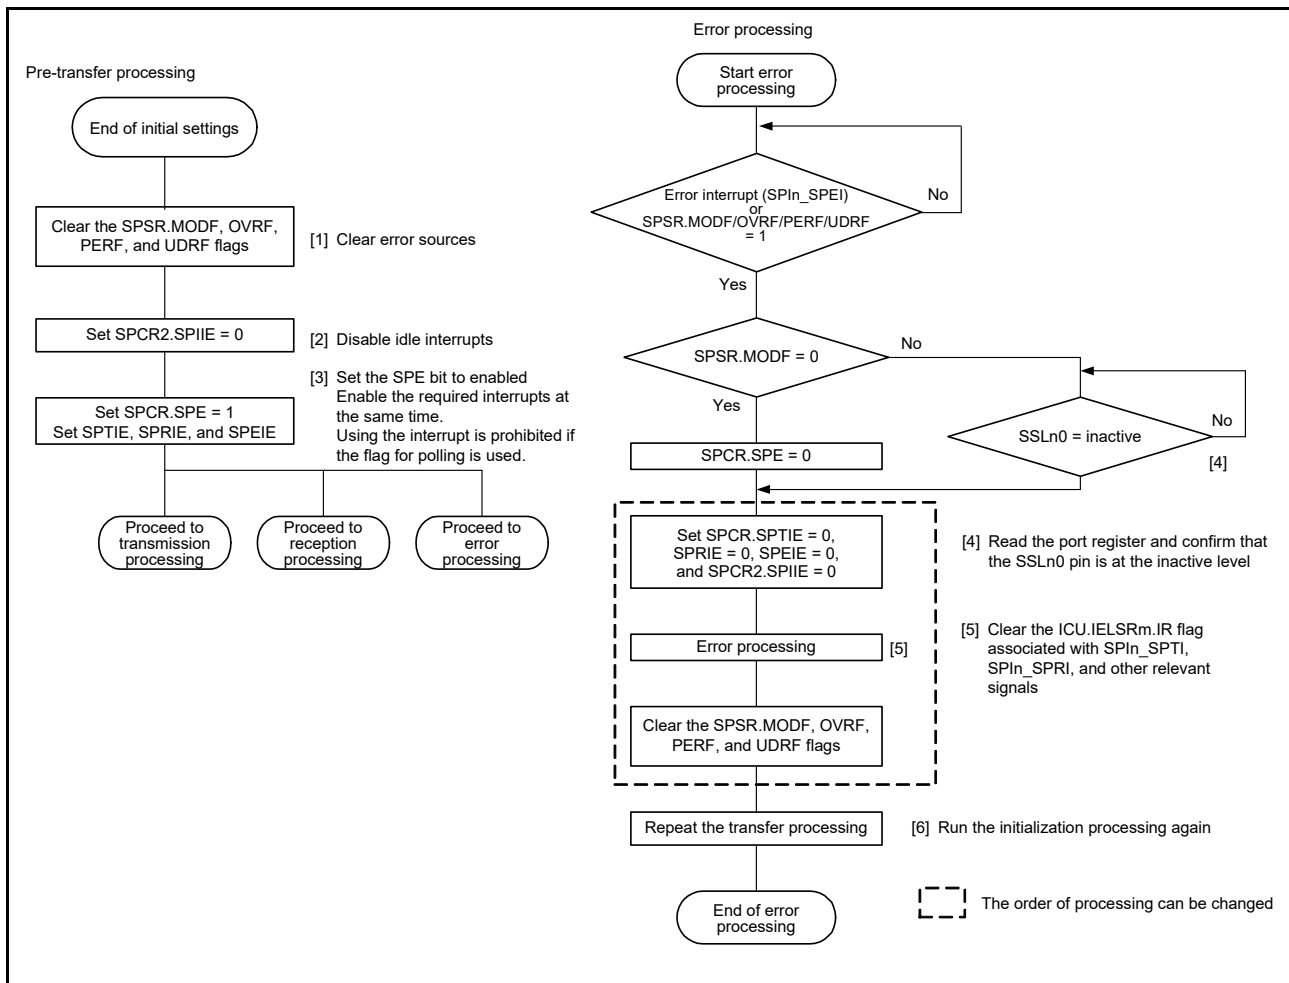 Pre-transfer processing
End of initial settings
Clear the SPSR.MODF, OVRF,
PERF, and UDRF flags
[1] Clear error sources
Set SPCR2.SPIIE = 0
[2] Disable idle interrupts
Set SPCR.SPE = 1
Set SPTIE, SPRIE, and SPEIE
[3] Set the SPE bit to enabled
Enable the required interrupts at
the same time.
Using the interrupt is prohibited if
the flag for polling is used.
Proceed to
transmission
processing
Proceed to
reception
processing
Proceed to
error
processing
Error processing
Start error
processing
Error interrupt (SPIn_SPEI)
or
SPSR.MODF/OVRF/PERF/UDRF
= 1
No
Yes
SPSR.MODF = 0
No
Yes
SSLn0 = inactive
No
[4]
SPCR.SPE = 0
Set SPCR.SPTIE = 0,
SPRIE = 0, SPEIE = 0,
and SPCR2.SPIIE = 0
[4] Read the port register and confirm that
the SSLn0 pin is at the inactive level
Error processing
[5]
[5] Clear the ICU.IELSRm.IR flag
associated with SPIn_SPTI,
SPIn_SPRI, and other relevant
signals
Clear the SPSR.MODF, OVRF,
PERF, and UDRF flags
Repeat the transfer processing
[6] Run the initialization processing again
End of error
processing
The order of processing can be changed